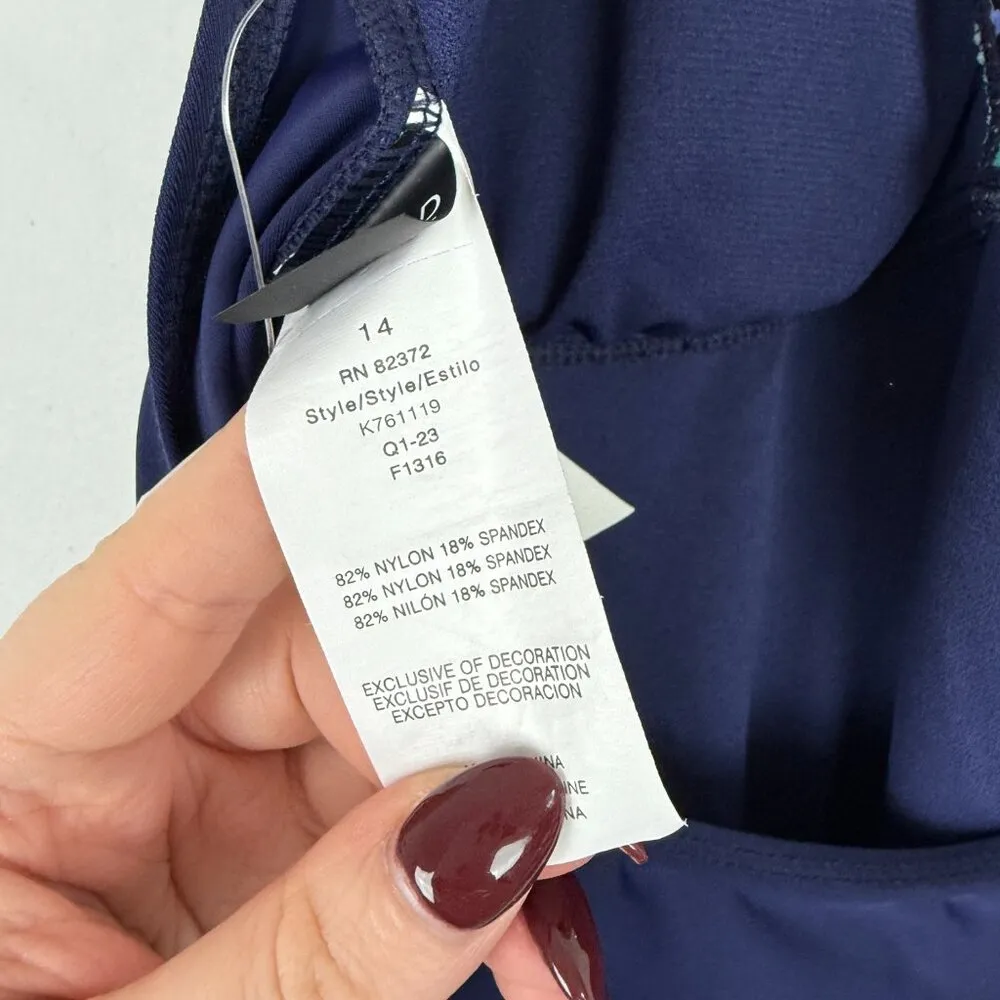 14
RN 82372
Style/Style/Estilo
K761119
Q1-23
F1316
82% NYLON 18% SPANDEX
82% NYLON 18% SPANDEX
82% NILÓN 18% SPANDEX
EXCLUSIVE OF DECORATION
EXCLUSIF DE DECORATION
EXCEPTO DECORACION